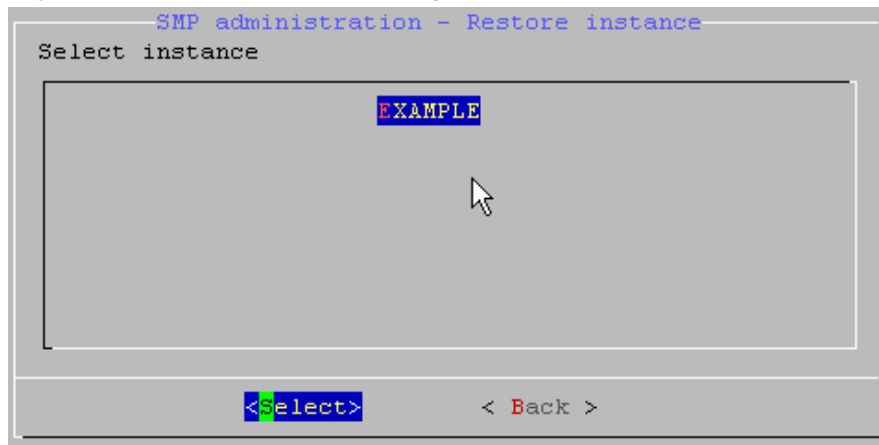 SMP administration - Restore instance
Select instance
EXAMPLE
<Select> < Back >